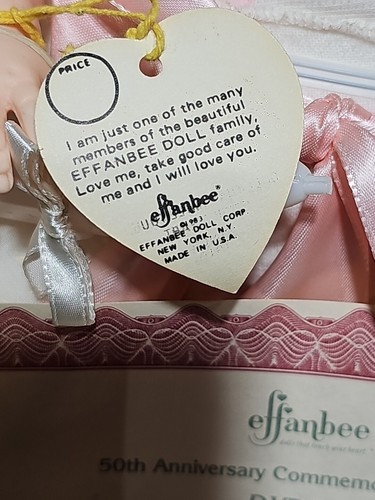 PRICE
I am just one of the many
members of the beautiful
EFFANBEE DOLL family,
Love me, take good care of
me and I will love you.
effanbee®
©1983
EFFANBEE DOLL CORP
NEW YORK, N.Y.
MADE IN U.S.A.
effanbee
50th Anniversary